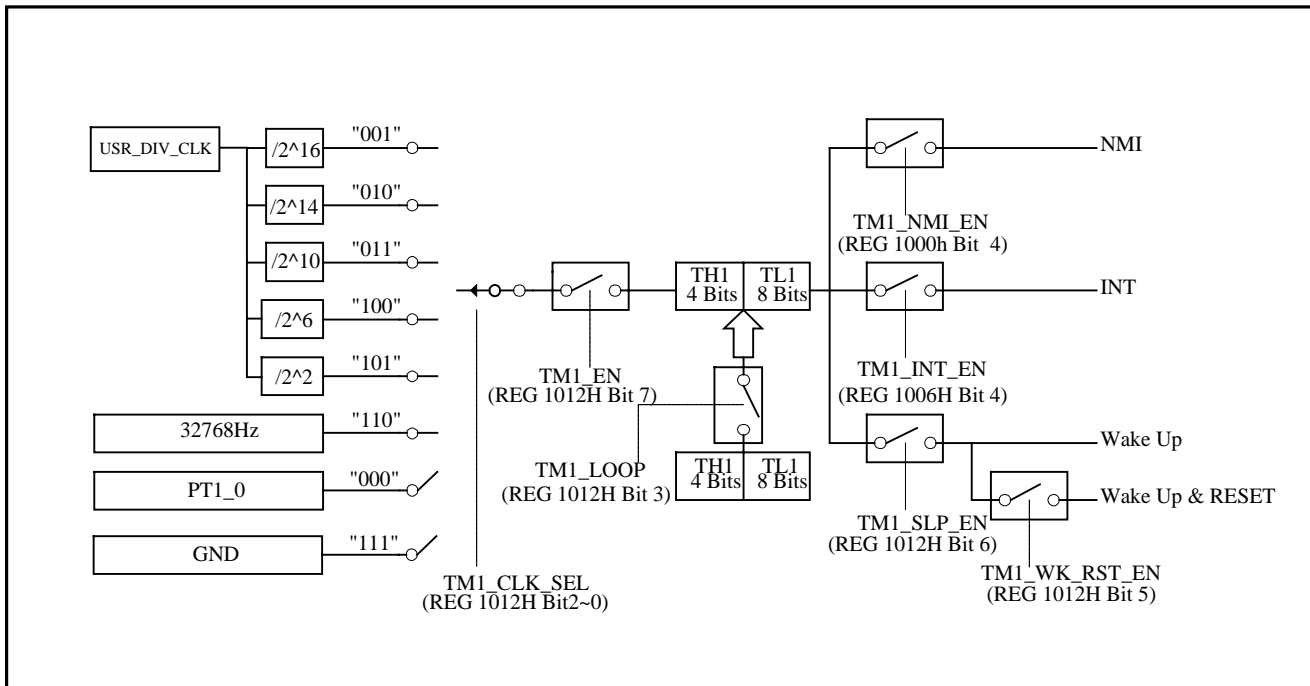 USR_DIV_CLK
/2^16
"001"
/2^14
"010"
/2^10
"011"
/2^6
"100"
/2^2
"101"
32768Hz
"110"
PT1_0
"000"
GND
"111"
TM1_CLK_SEL
(REG 1012H Bit2~0)
TM1_EN
(REG 1012H Bit 7)
TH1
4 Bits
TL1
8 Bits
TM1_LOOP
(REG 1012H Bit 3)
TH1
4 Bits
TL1
8 Bits
NMI
TM1_NMI_EN
(REG 1000h Bit 4)
INT
TM1_INT_EN
(REG 1006H Bit 4)
Wake Up
TM1_SLP_EN
(REG 1012H Bit 6)
Wake Up & RESET
TM1_WK_RST_EN
(REG 1012H Bit 5)